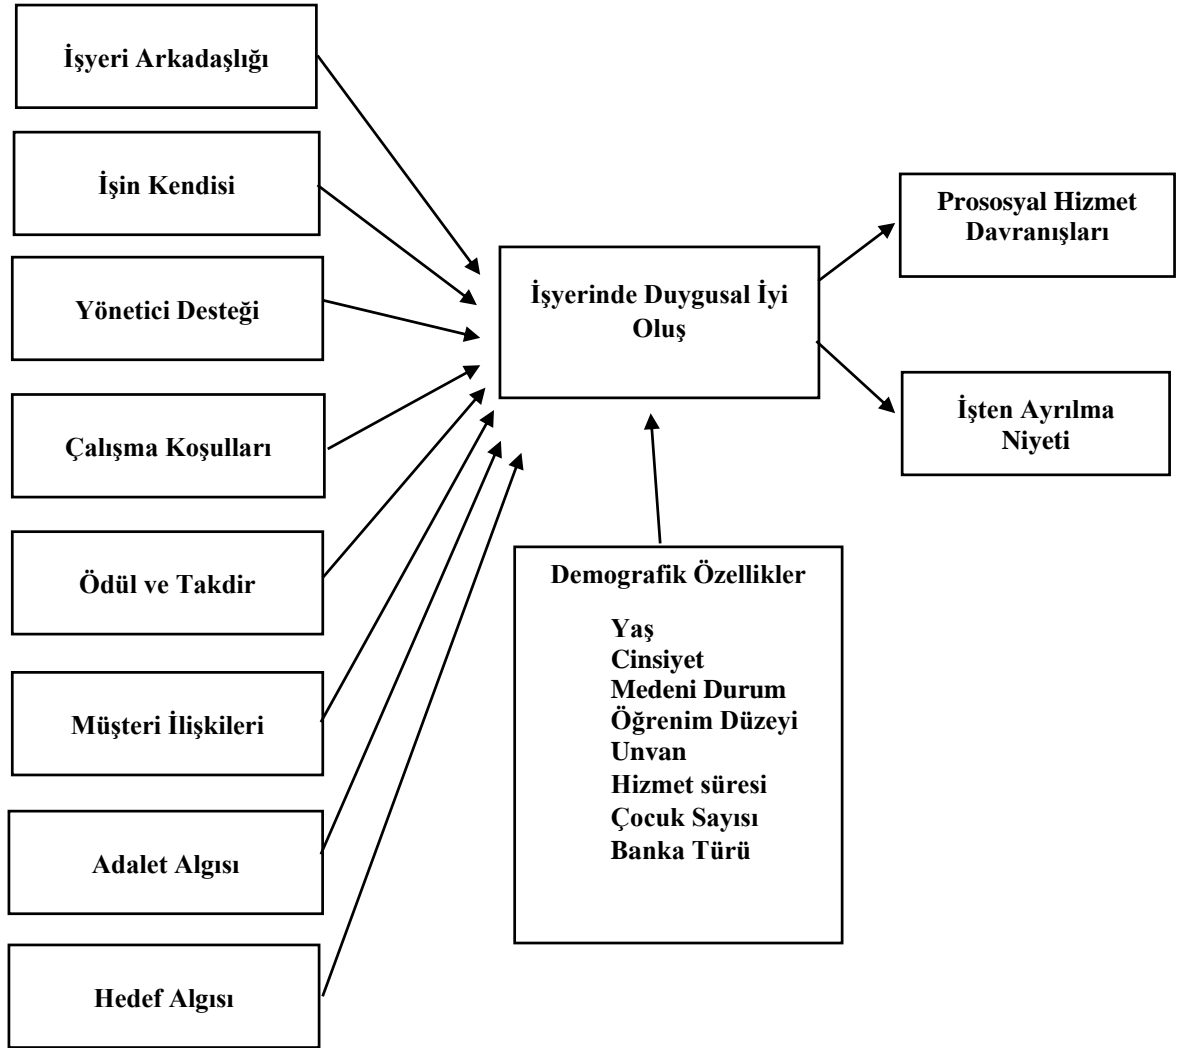 İşyeri Arkadaşlığı
İşin Kendisi
Yönetici Desteği
Çalışma Koşulları
Ödül ve Takdir
Müşteri İlişkileri
Adalet Algısı
Hedef Algısı
İşyerinde Duygusal İyi
Oluş
Demografik Özellikler
Yaş
Cinsiyet
Medeni Durum
Öğrenim Düzeyi
Unvan
Hizmet süresi
Çocuk Sayısı
Banka Türü
Prososyal Hizmet
Davranışları
İşten Ayrılma
Niyeti